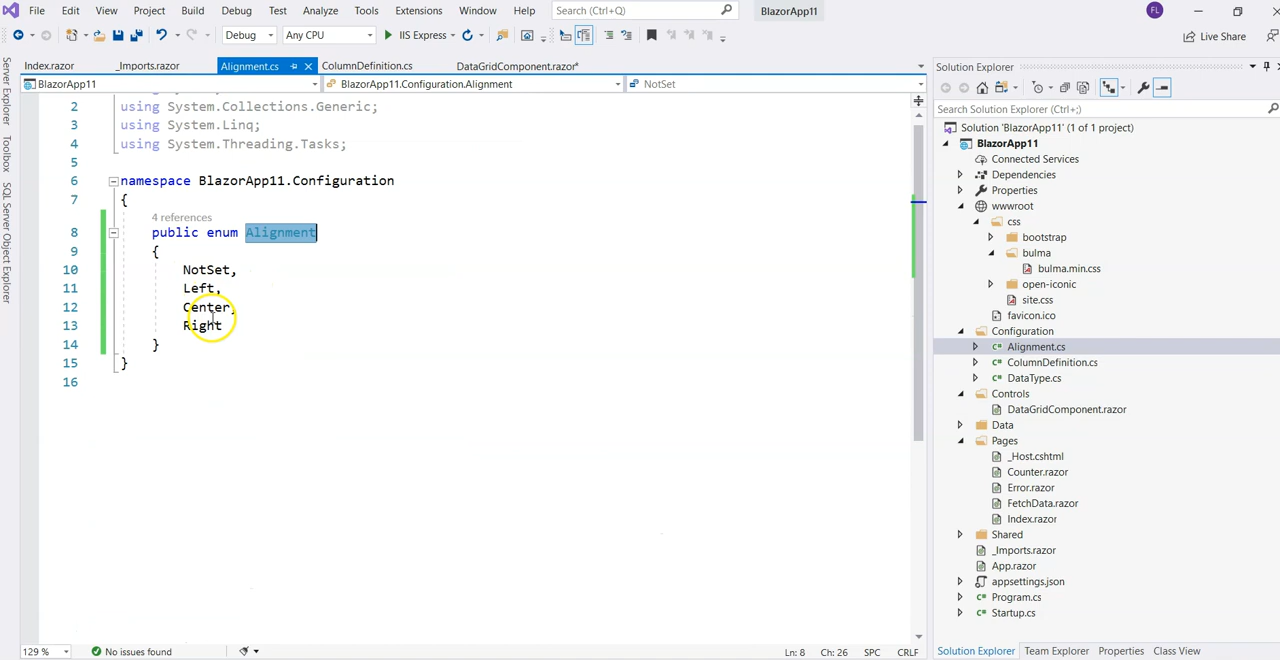 File Edit View Project Build Debug Test Analyze Tools Extensions Window Help Search (Ctrl+Q) BlazorApp11 FL
Debug Any CPU IIS Express Live Share
Index.razor _Imports.razor Alignment.cs ColumnDefinition.cs DataGridComponent.razor*
BlazorApp11 BlazorApp11.Configuration.Alignment NotSet
Server Explorer
Toolbox
SQL Server Object Explorer
2 using System.Collections.Generic;
3 using System.Linq;
4 using System.Threading.Tasks;
5
6 namespace BlazorApp11.Configuration
7 {
4 references
8 public enum Alignment
9 {
10 NotSet,
11 Left,
12 Center,
13 Right
14 }
15 }
16
129 % No issues found Ln: 8 Ch: 26 SPC CRLF
Solution Explorer
Search Solution Explorer (Ctrl+;)
Solution 'BlazorApp11' (1 of 1 project)
BlazorApp11
Connected Services
Dependencies
Properties
wwwroot
css
bootstrap
bulma
bulma.min.css
open-iconic
site.css
favicon.ico
Configuration
C# Alignment.cs
C# ColumnDefinition.cs
C# DataType.cs
Controls
DataGridComponent.razor
Data
Pages
_Host.cshtml
Counter.razor
Error.razor
FetchData.razor
Index.razor
Shared
_Imports.razor
App.razor
appsettings.json
C# Program.cs
C# Startup.cs
Solution Explorer Team Explorer Properties Class View